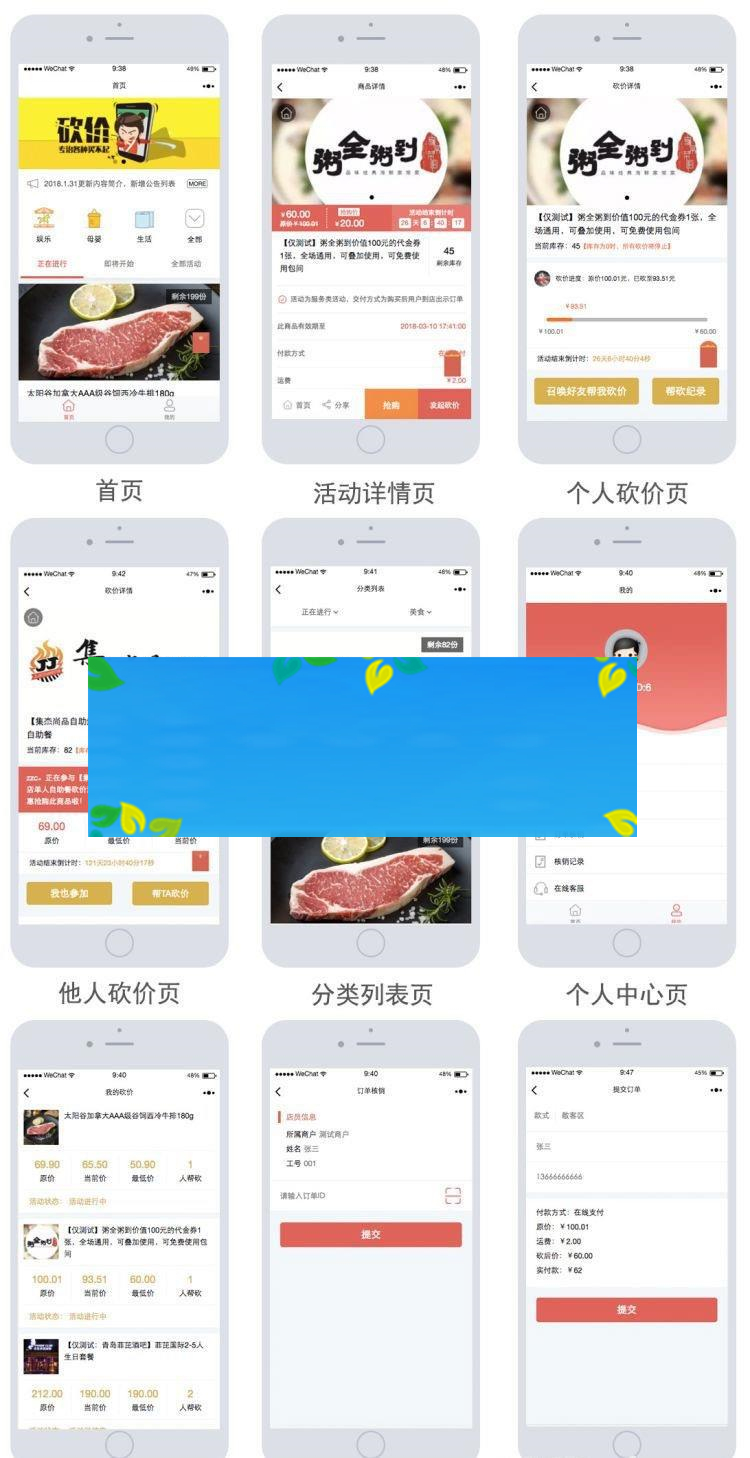 WeChat 9:38 49%
首页
砍价
专治各种买不起
2018.1.31更新内容简介，新增公告列表 MORE
娱乐 母婴 生活 全部
正在进行 即将开始 全部活动
剩余199份
太阳谷加拿大AAA级谷饲西冷牛排180g
首页 我的
首页
WeChat 9:38 48%
商品详情
粥全粥到
品味经典海鲜家常菜
￥60.00 抢购价 活动结束倒计时
原价￥100.01 ￥20.00 26天6:40:17
【仅测试】粥全粥到价值100元的代金券
1张，全场通用，可叠加使用，可免费使
用包间
45
剩余库存
活动为服务类活动，交付方式为购买后用户到店出示订单
此商品有效期至 2018-03-10 17:41:00
付款方式
运费 ￥2.00
首页 分享 抢购 发起砍价
活动详情页
WeChat 9:38 48%
砍价详情
粥全粥到
品味经典海鲜家常菜
【仅测试】粥全粥到价值100元的代金券1张，全
场通用，可叠加使用，可免费使用包间
当前库存：45【库存为0时，所有砍价将停止】
砍价进度：原价100.01元，已砍至93.51元
￥93.51
￥100.01 ￥60.00
活动结束倒计时：26天6小时40分4秒
召唤好友帮我砍价 帮砍纪录
个人砍价页
WeChat 9:42 47%
砍价详情
JJ 集
【集杰尚品自助
自助餐
当前库存：82
zzc。正在参与【集
店单人自助餐砍价
惠抢购此商品啦！
69.00
原价 最低价 当前价
活动结束倒计时：121天23小时40分17秒
我也参加 帮TA砍价
他人砍价页
WeChat 9:41 48%
分类列表
正在进行 美食
剩余82份
剩余199份
分类列表页
WeChat 9:40 48%
我的
D:6
核销记录
在线客服
首页 我的
个人中心页
WeChat 9:40 48%
我的砍价
太阳谷加拿大AAA级谷饲西冷牛排180g
69.90 65.50 50.90 1
原价 当前价 最低价 人帮砍
活动状态： 活动进行中
【仅测试】粥全粥到价值100元的代金券1
张，全场通用，可叠加使用，可免费使用包
间
100.01 93.51 60.00 1
原价 当前价 最低价 人帮砍
活动状态： 活动进行中
【仅测试：青岛菲芘酒吧】菲芘国际2-5人
生日套餐
212.00 190.00 190.00 2
原价 当前价 最低价 人帮砍
WeChat 9:40 48%
订单核销
店员信息
所属商户 测试商户
姓名 张三
工号 001
请输入订单ID
提交
WeChat 9:47 45%
提交订单
款式 散客区
张三
13666666666
付款方式：在线支付
原价：￥100.01
运费：￥2.00
砍后价：￥60.00
实付款：￥62
提交